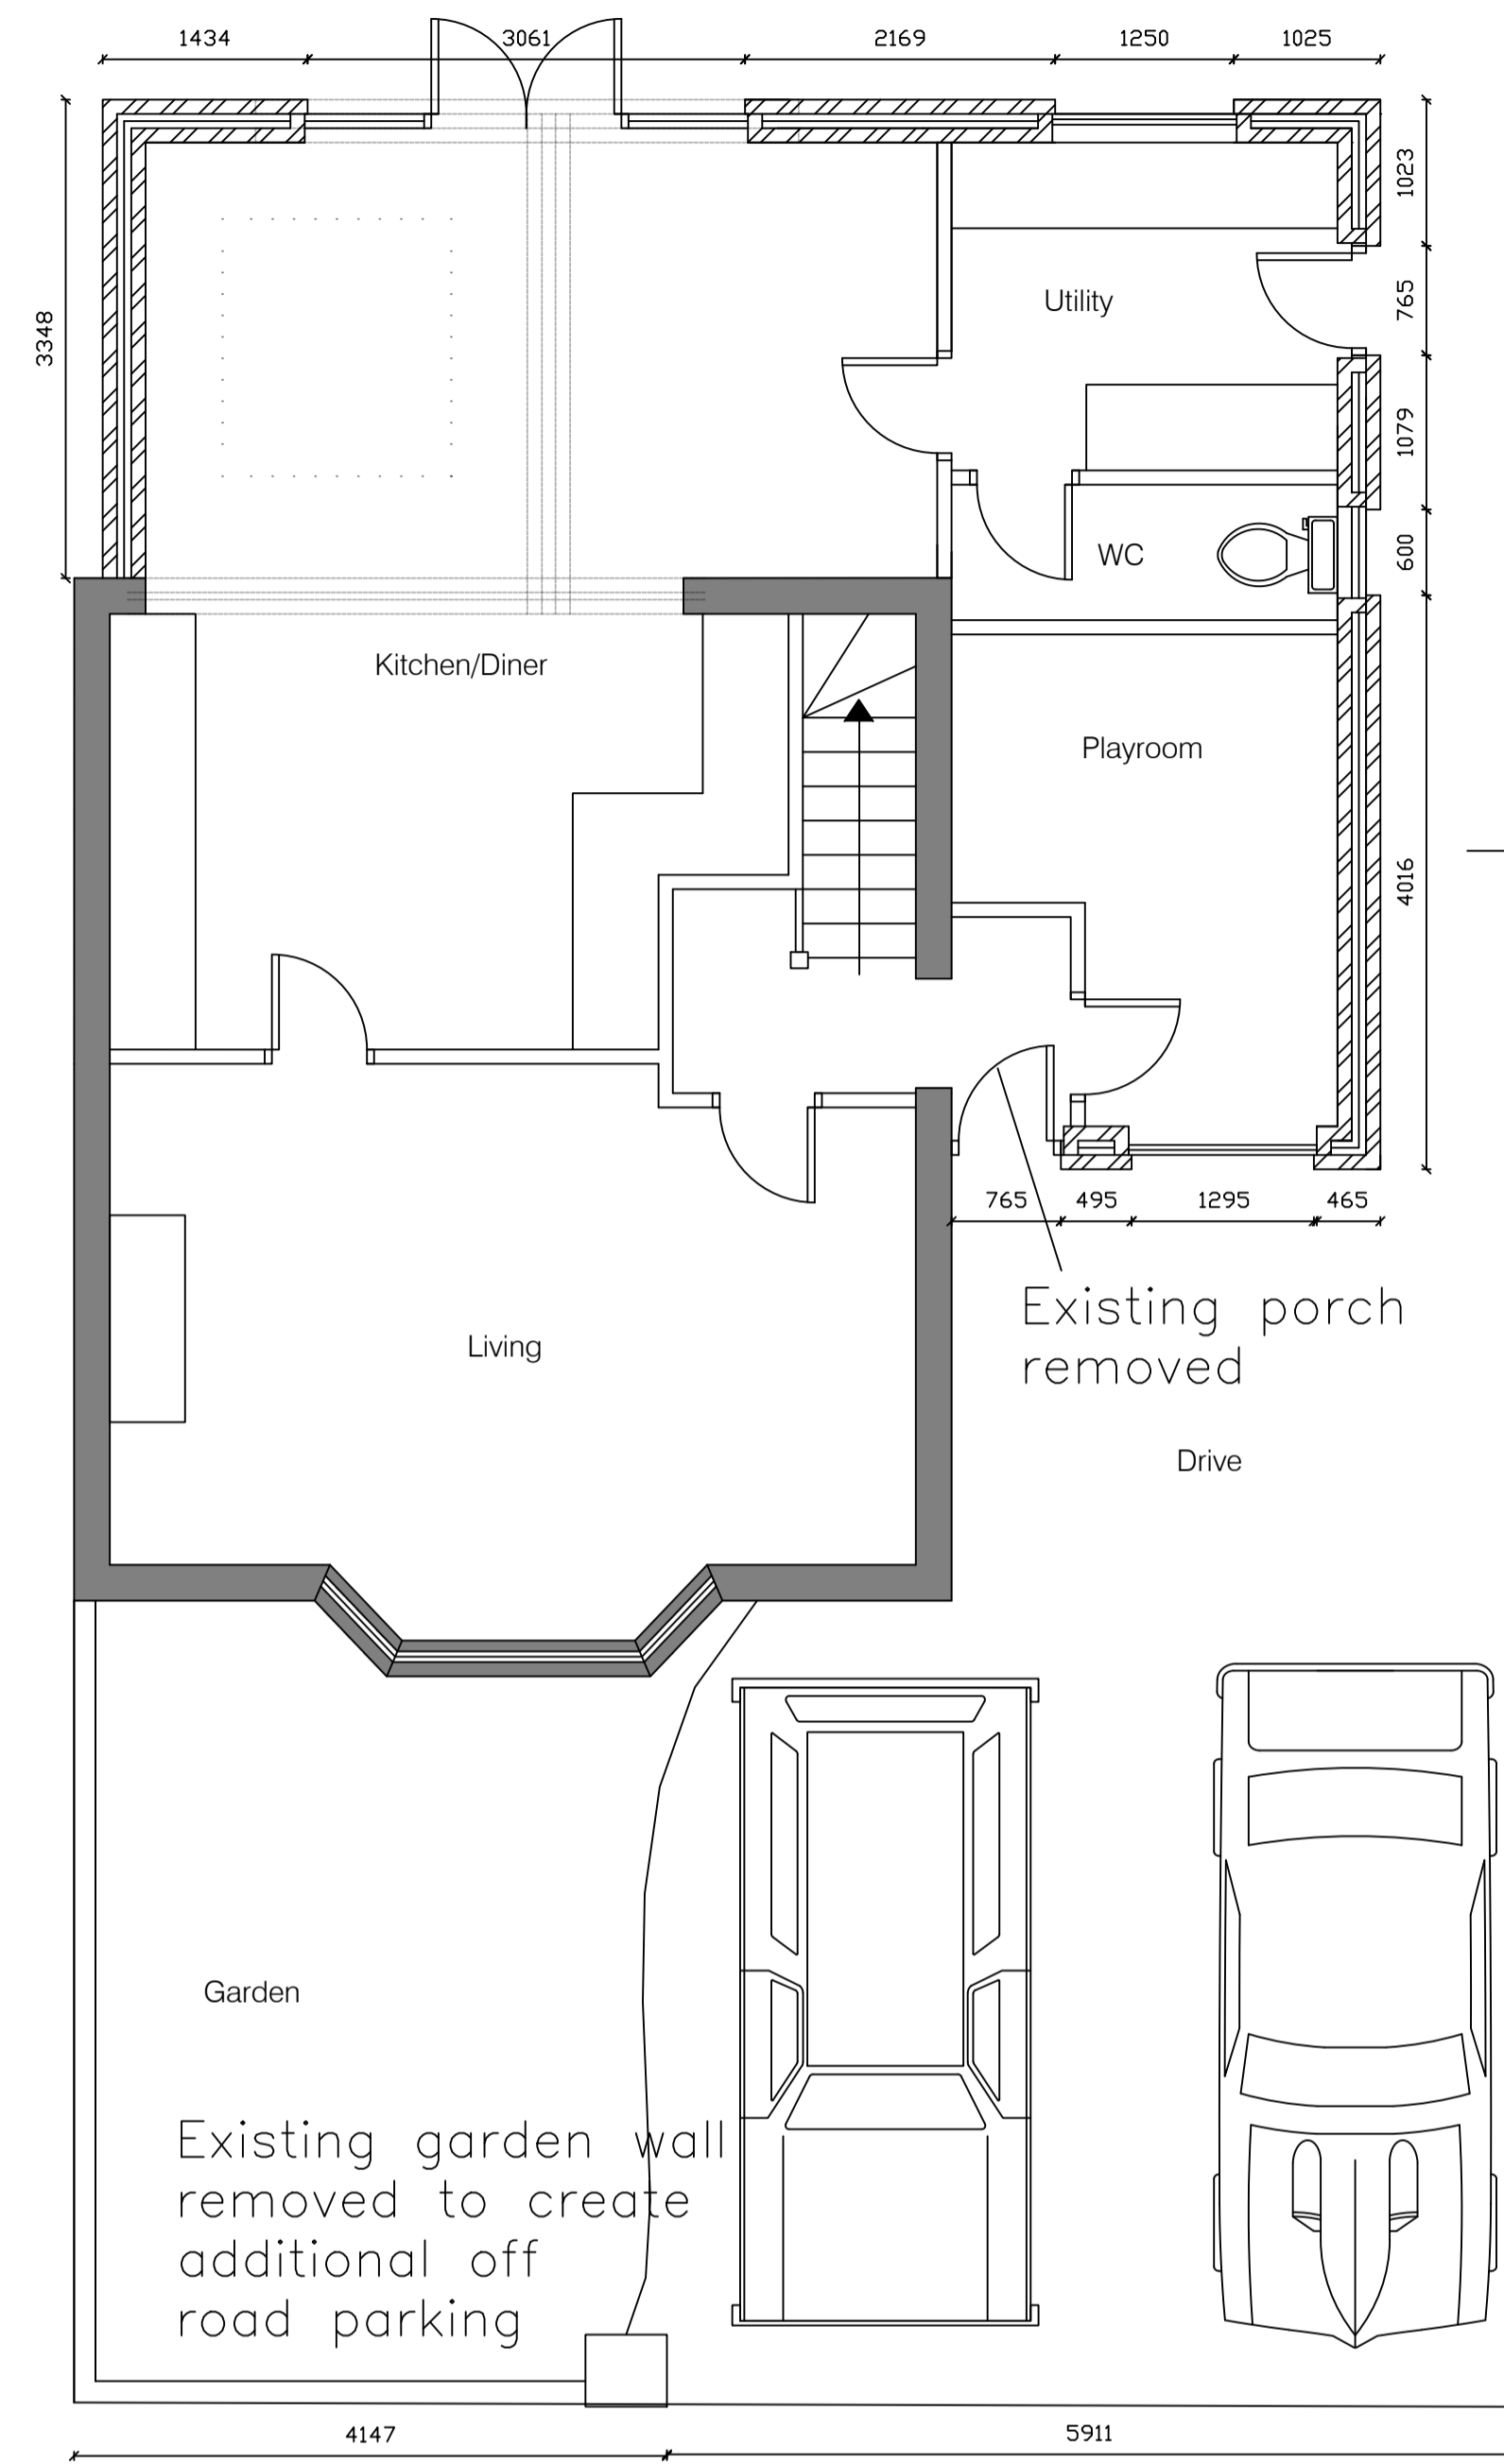 1434
3061
2169
1250
1025
3348
1023
765
1079
600
4016
Utility
WC
Kitchen/Diner
Playroom
765
495
1295
465
Existing porch
removed
Living
Drive
Garden
Existing garden wall
removed to create
additional off
road parking
4147
5911